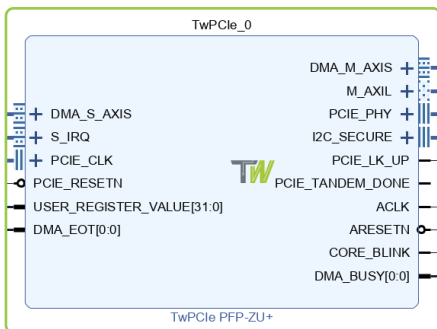 TwPCIe_0
DMA_M_AXIS
M_AXIL
DMA_S_AXIS
PCIE_PHY
S_IRQ
I2C_SECURE
PCIE_CLK
PCIE_LK_UP
PCIE_RESETN
TW
PCIE_TANDEM_DONE
USER_REGISTER_VALUE[31:0]
ACLK
DMA_EOT[0:0]
ARESETN
CORE_BLINK
DMA_BUSY[0:0]
TwPCIe PFP-ZU+